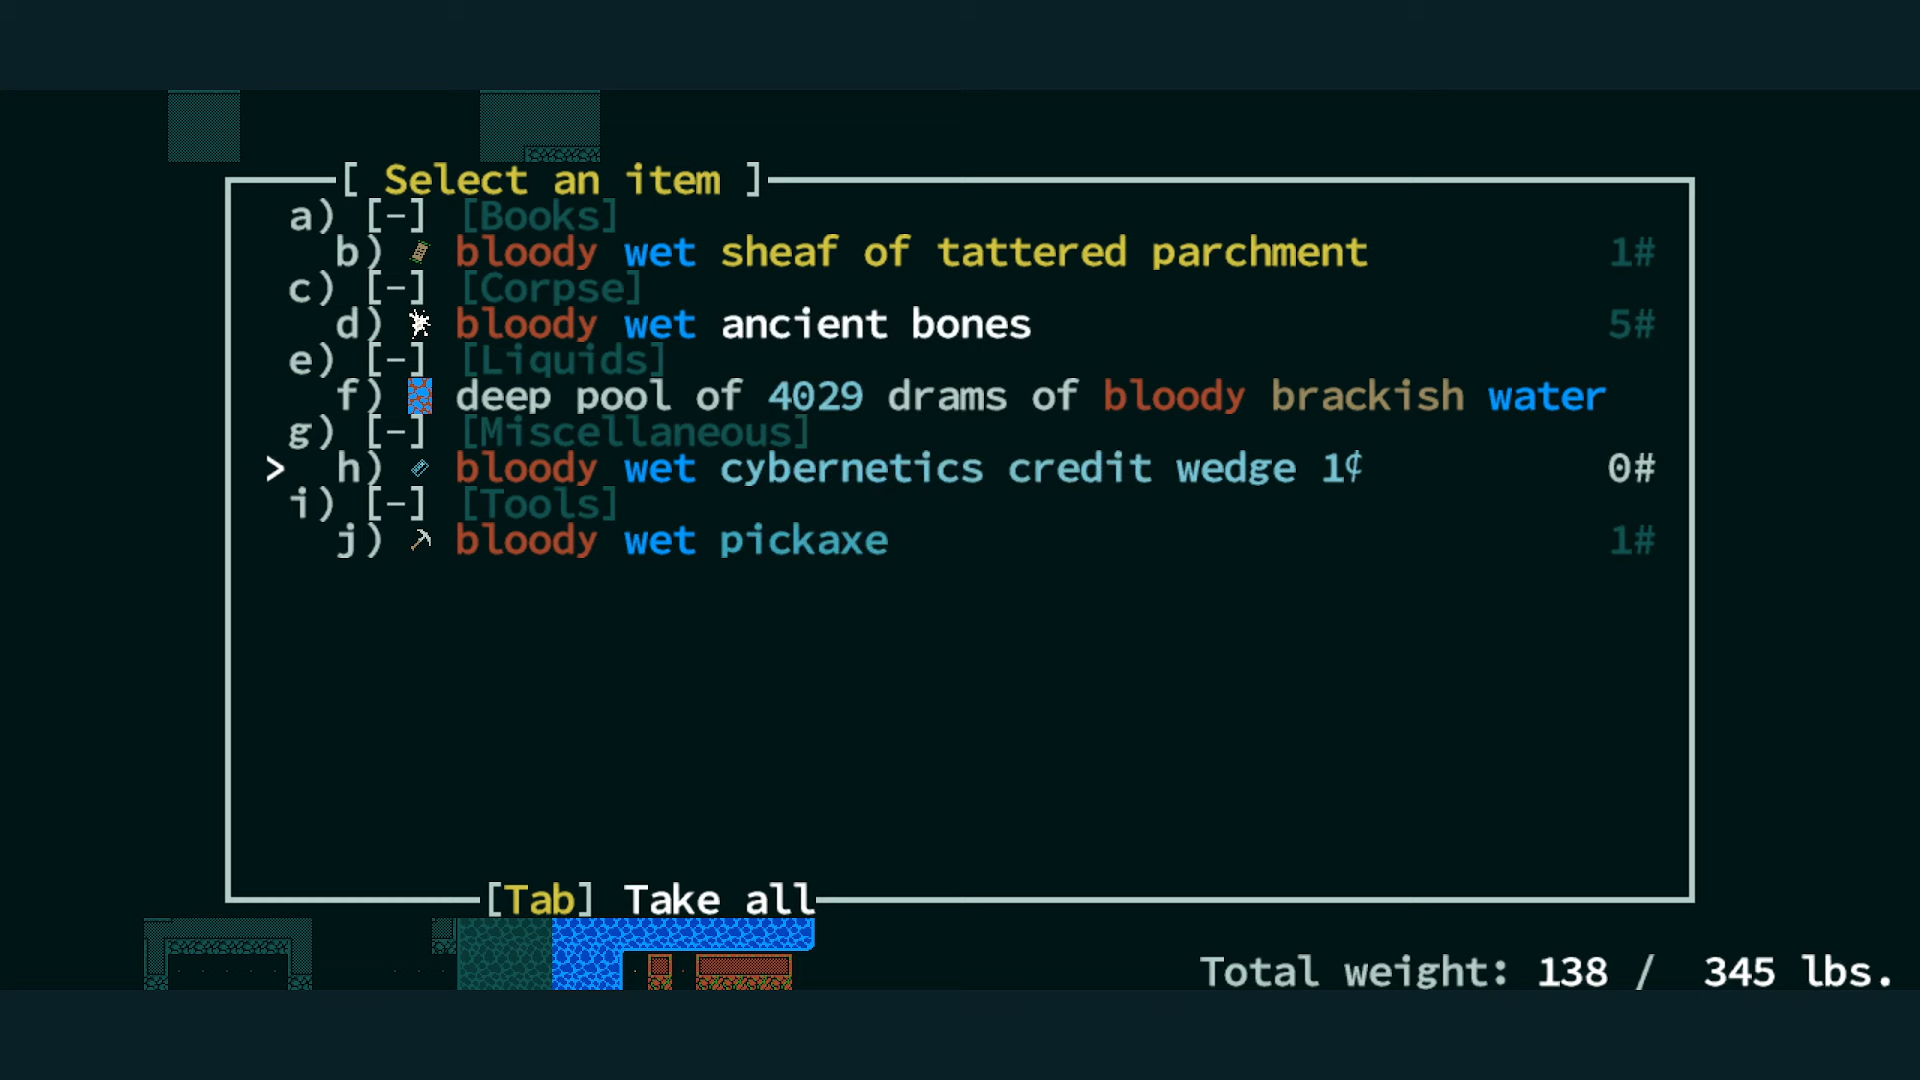 [ Select an item ]
a) [-] [Books]
b) bloody wet sheaf of tattered parchment 1#
c) [-] [Corpse]
d) bloody wet ancient bones 5#
e) [-] [Liquids]
f) deep pool of 4029 drams of bloody brackish water
g) [-] [Miscellaneous]
> h) bloody wet cybernetics credit wedge 1¢ 0#
i) [-] [Tools]
j) bloody wet pickaxe 1#
[Tab] Take all
Total weight: 138 / 345 lbs.